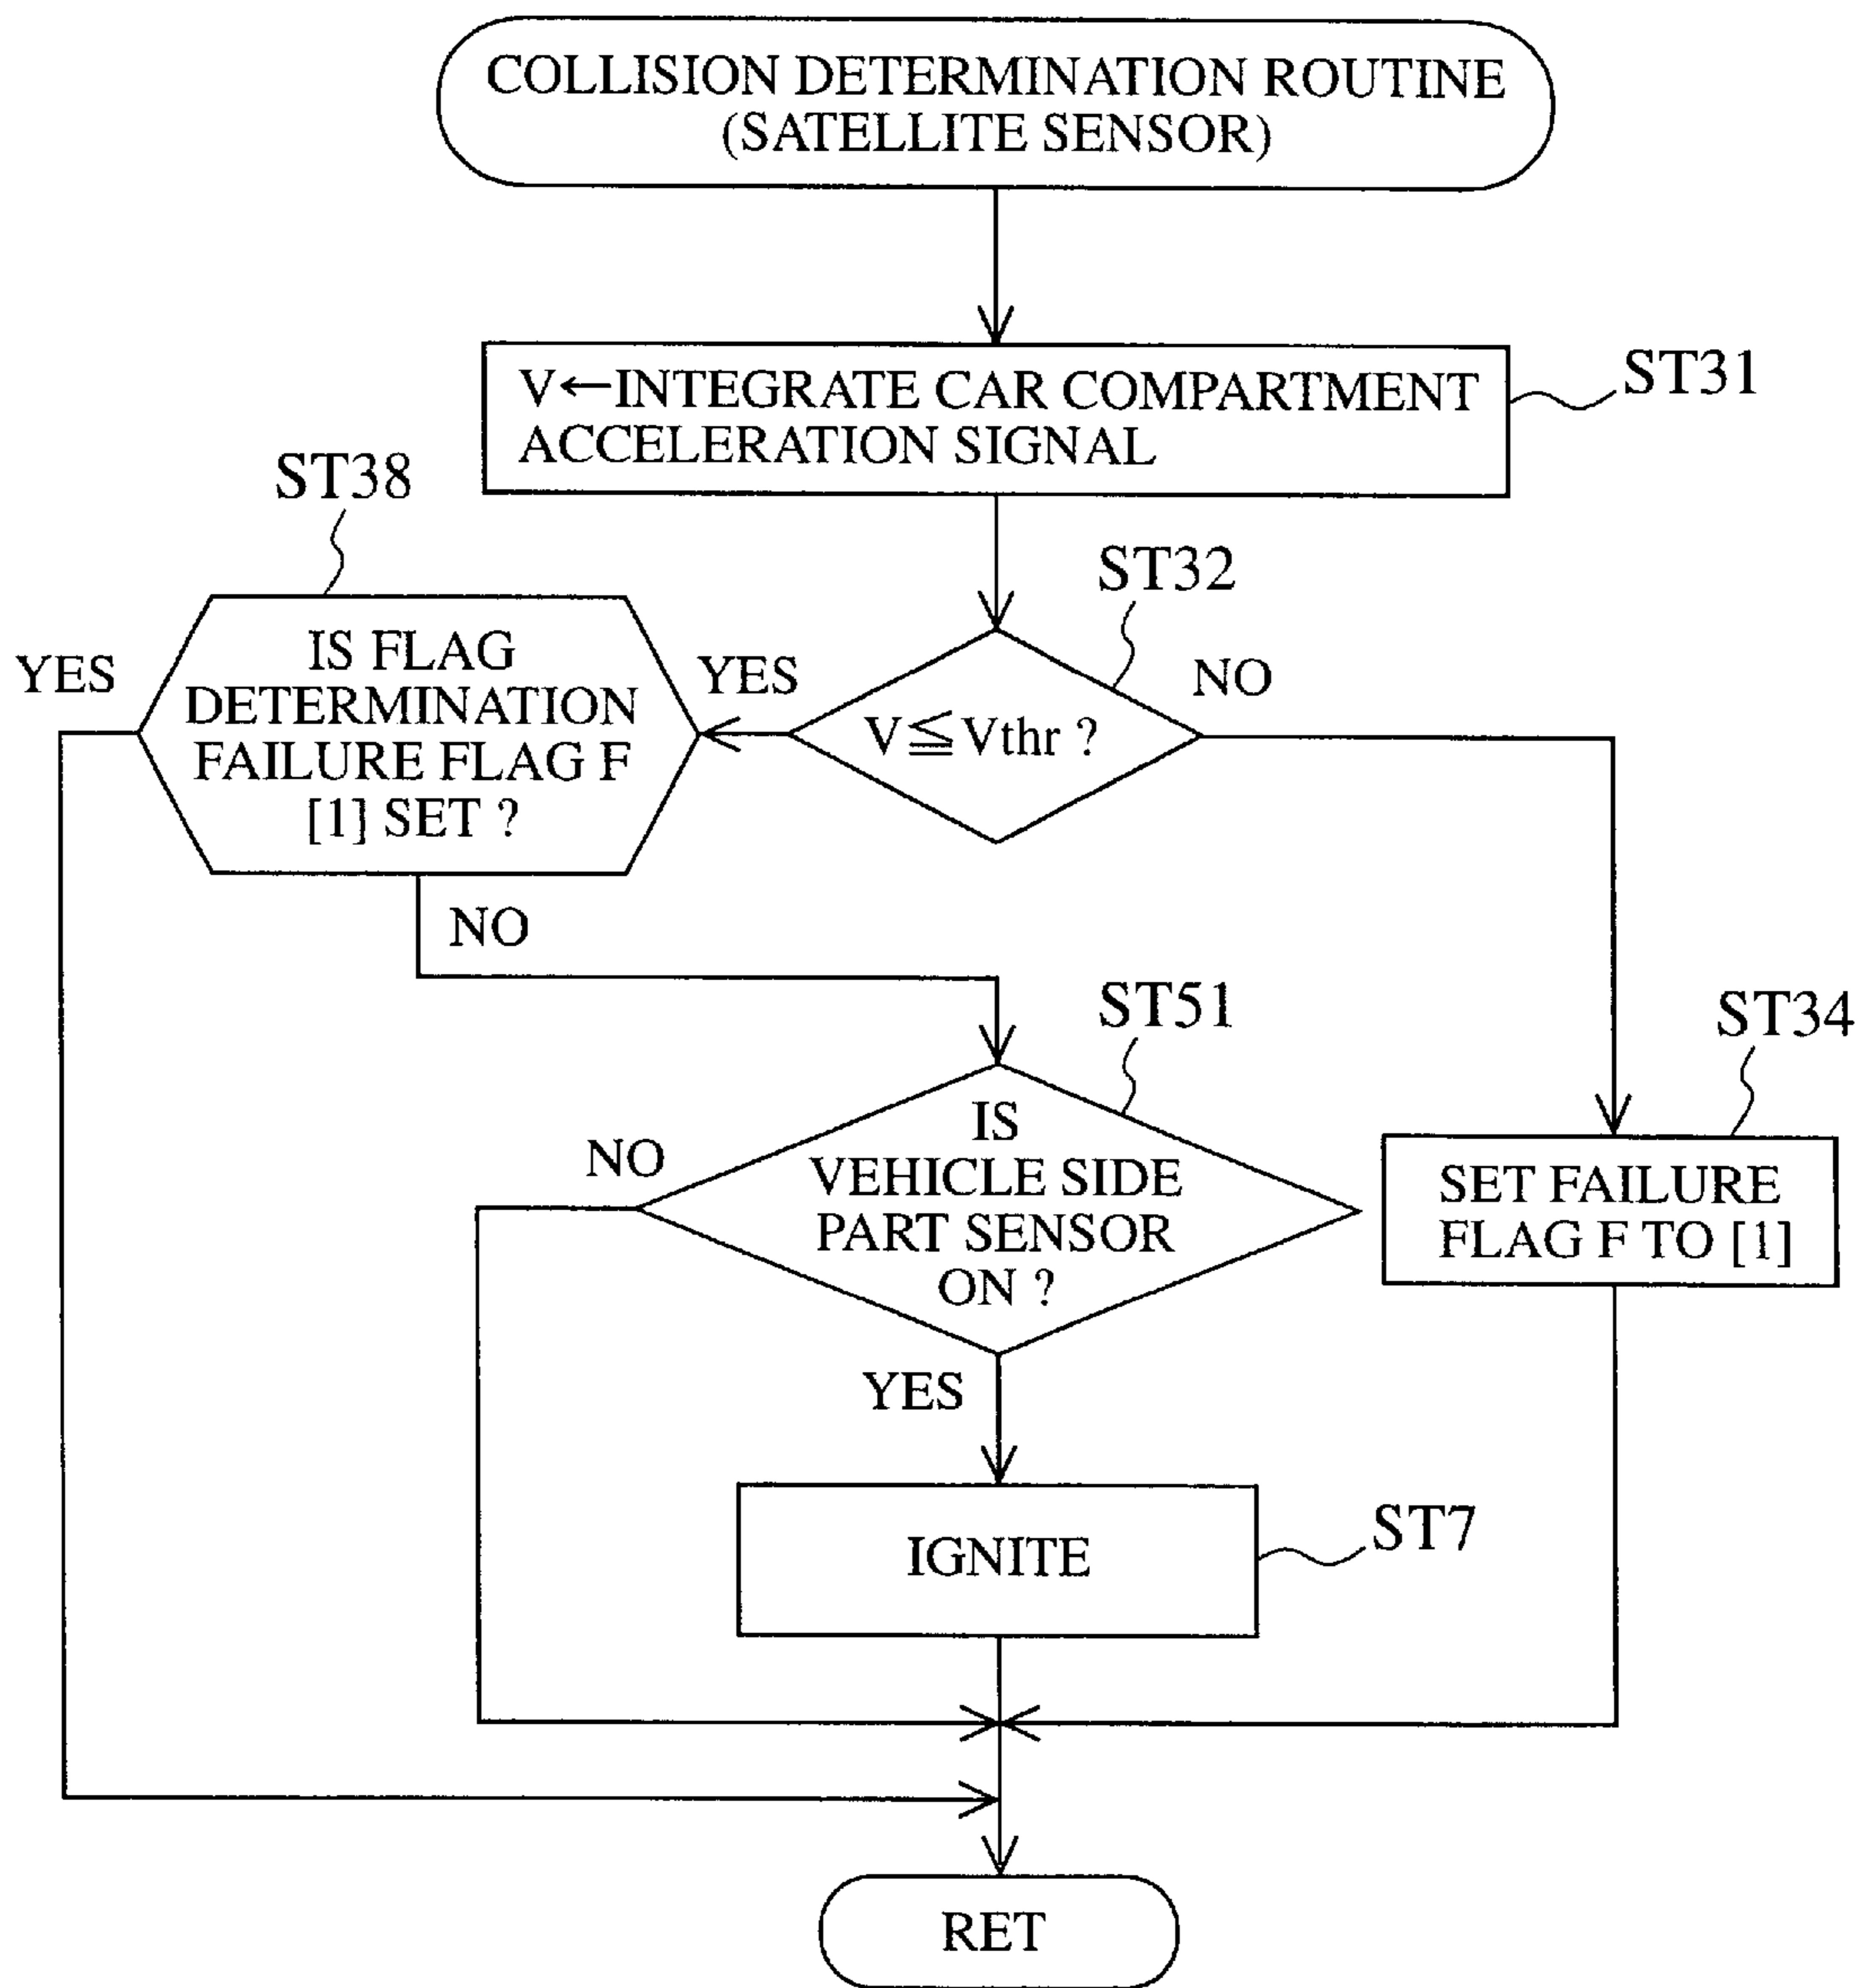 COLLISION DETERMINATION ROUTINE
(SATELLITE SENSOR)
V←INTEGRATE CAR COMPARTMENT
ACCELERATION SIGNAL
ST31
ST38
ST32
IS FLAG
DETERMINATION
FAILURE FLAG F
[1] SET ?
YES
YES
V≦Vthr ?
NO
NO
ST51
ST34
IS
VEHICLE SIDE
PART SENSOR
ON ?
NO
SET FAILURE
FLAG F TO [1]
YES
IGNITE
ST7
RET